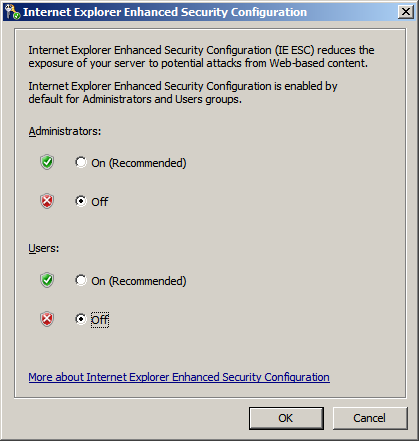 Internet Explorer Enhanced Security Configuration
Internet Explorer Enhanced Security Configuration (IE ESC) reduces the
exposure of your server to potential attacks from Web-based content.
Internet Explorer Enhanced Security Configuration is enabled by
default for Administrators and Users groups.
Administrators:
On (Recommended)
Off
Users:
On (Recommended)
Off
More about Internet Explorer Enhanced Security Configuration
OK Cancel